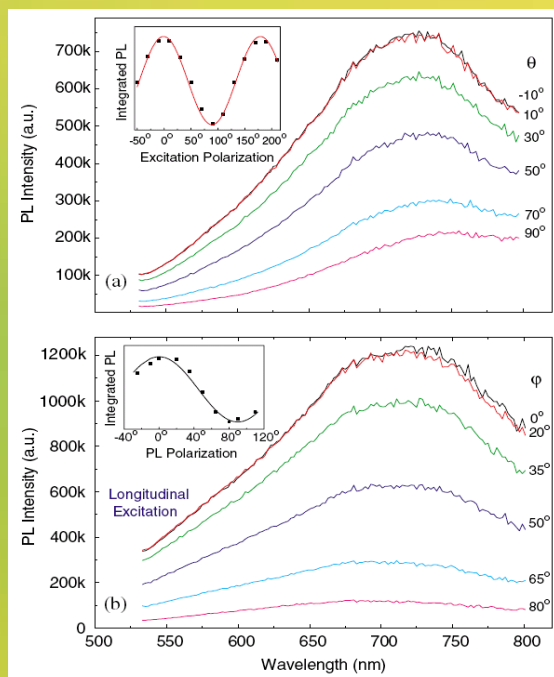 PL Intensity (a.u.)
700k
600k
500k
400k
300k
200k
100k
(a)
Integrated PL
-50° 0° 50° 100° 150° 200°
Excitation Polarization
θ
-10°
10°
30°
50°
70°
90°
PL Intensity (a.u.)
1200k
1000k
800k
600k
400k
200k
0
(b)
Integrated PL
-40° 0° 40° 80° 120°
PL Polarization
Longitudinal
Excitation
φ
0°
20°
35°
50°
65°
80°
500 550 600 650 700 750 800
Wavelength (nm)